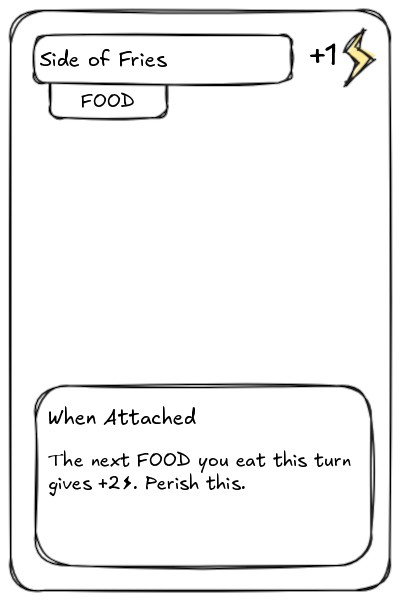 Side of Fries
+1
FOOD
When Attached
The next FOOD you eat this turn
gives +2⚡. Perish this.